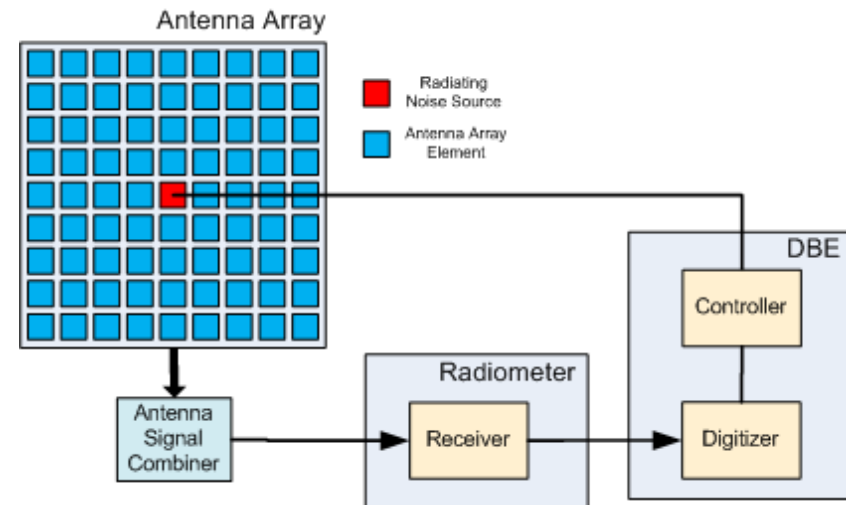 Antenna Array
Radiating
Noise Source
Antenna Array
Element
DBE
Controller
Radiometer
Antenna
Signal
Combiner
Receiver
Digitizer